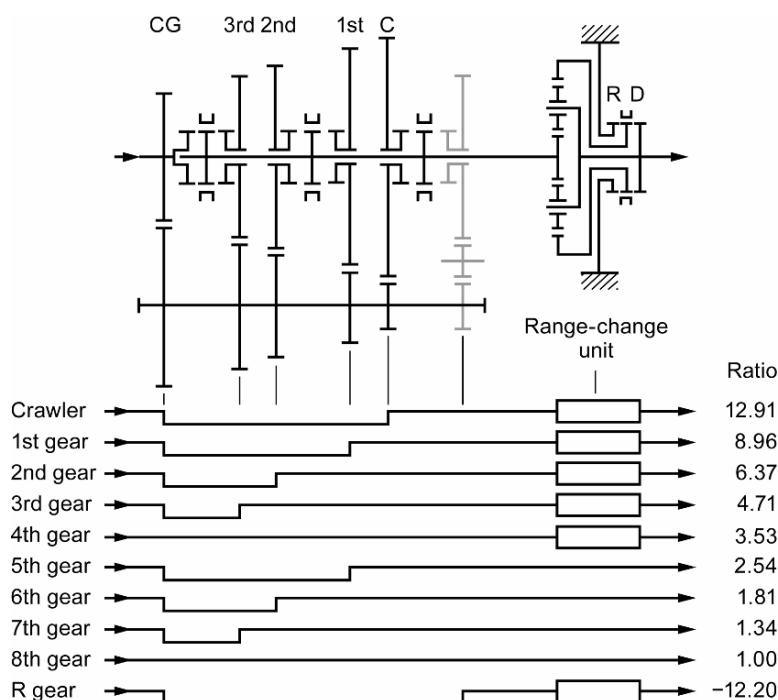 CG 3rd 2nd 1st C
R D
Range-change
unit
Ratio
Crawler 12.91
1st gear 8.96
2nd gear 6.37
3rd gear 4.71
4th gear 3.53
5th gear 2.54
6th gear 1.81
7th gear 1.34
8th gear 1.00
R gear −12.20